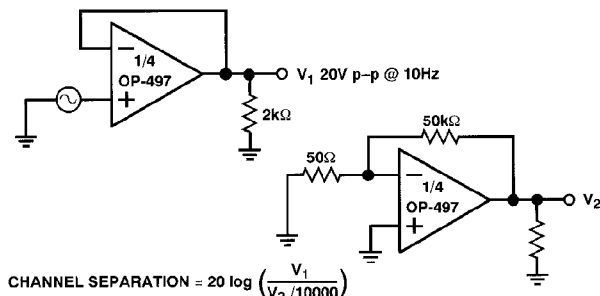 1/4
OP-497
V1 20V p-p @ 10Hz
2kΩ
50kΩ
50Ω
1/4
OP-497
V2
CHANNEL SEPARATION = 20 log (V1 / V2/10000)